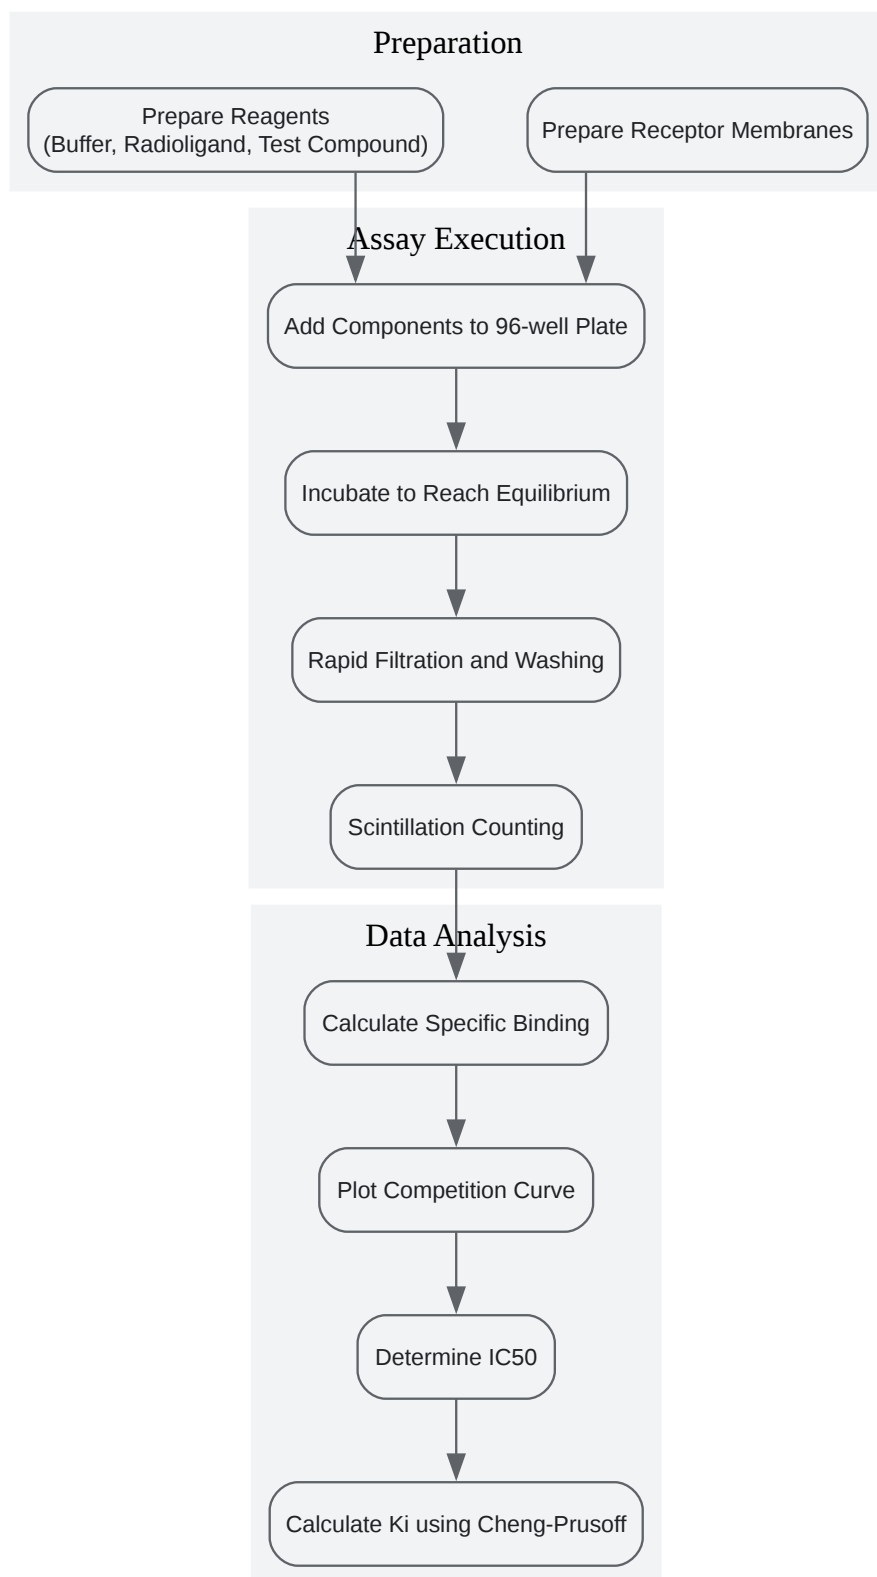 Preparation
Prepare Reagents
(Buffer, Radioligand, Test Compound)
Prepare Receptor Membranes
Assay Execution
Add Components to 96-well Plate
Incubate to Reach Equilibrium
Rapid Filtration and Washing
Scintillation Counting
Data Analysis
Calculate Specific Binding
Plot Competition Curve
Determine IC50
Calculate Ki using Cheng-Prusoff